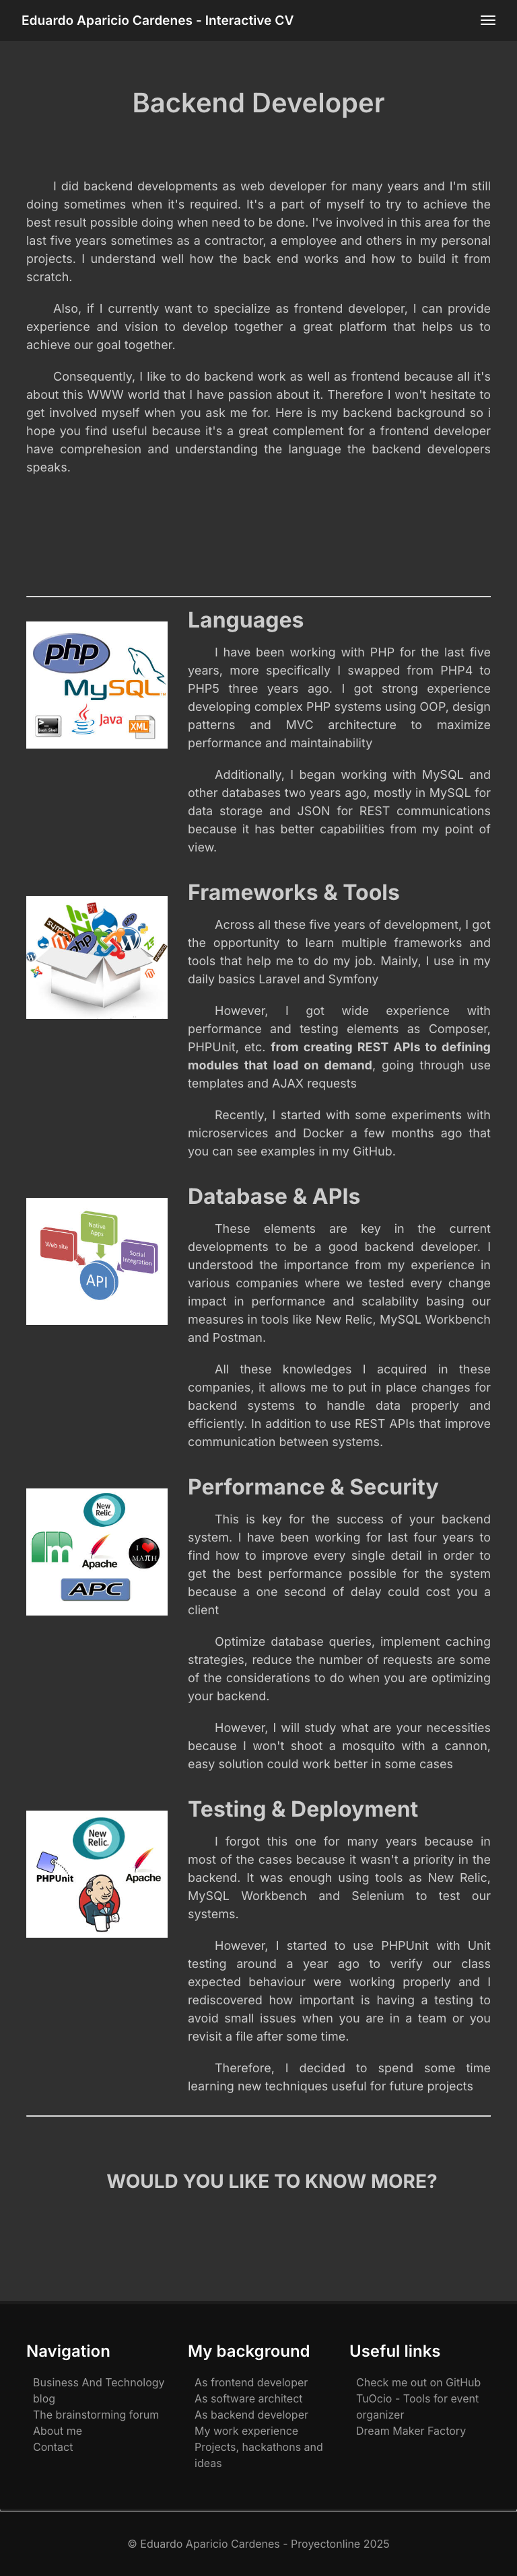 Eduardo Aparicio Cardenes - Interactive CV
Backend Developer
I did backend developments as web developer for many years and I'm still
doing sometimes when it's required. It's a part of myself to try to achieve the
best result possible doing when need to be done. I've involved in this area for the
last five years sometimes as a contractor, a employee and others in my personal
projects. I understand well how the back end works and how to build it from
scratch.
Also, if I currently want to specialize as frontend developer, I can provide
experience and vision to develop together a great platform that helps us to
achieve our goal together.
Consequently, I like to do backend work as well as frontend because all it's
about this WWW world that I have passion about it. Therefore I won't hesitate to
get involved myself when you ask me for. Here is my backend background so i
hope you find useful because it's a great complement for a frontend developer
have comprehesion and understanding the language the backend developers
speaks.
php
MySQL
Java
XML
Languages
I have been working with PHP for the last five
years, more specifically I swapped from PHP4 to
PHP5 three years ago. I got strong experience
developing complex PHP systems using OOP, design
patterns and MVC architecture to maximize
performance and maintainability
Additionally, I began working with MySQL and
other databases two years ago, mostly in MySQL for
data storage and JSON for REST communications
because it has better capabilities from my point of
view.
php
Frameworks & Tools
Across all these five years of development, I got
the opportunity to learn multiple frameworks and
tools that help me to do my job. Mainly, I use in my
daily basics Laravel and Symfony
However, I got wide experience with
performance and testing elements as Composer,
PHPUnit, etc. from creating REST APIs to defining
modules that load on demand, going through use
templates and AJAX requests
Recently, I started with some experiments with
microservices and Docker a few months ago that
you can see examples in my GitHub.
Web site
Native
Apps
Social
Integration
API
Database & APIs
These elements are key in the current
developments to be a good backend developer. I
understood the importance from my experience in
various companies where we tested every change
impact in performance and scalability basing our
measures in tools like New Relic, MySQL Workbench
and Postman.
All these knowledges I acquired in these
companies, it allows me to put in place changes for
backend systems to handle data properly and
efficiently. In addition to use REST APIs that improve
communication between systems.
New
Relic.
Apache
I
MATH
APC
Performance & Security
This is key for the success of your backend
system. I have been working for last four years to
find how to improve every single detail in order to
get the best performance possible for the system
because a one second of delay could cost you a
client
Optimize database queries, implement caching
strategies, reduce the number of requests are some
of the considerations to do when you are optimizing
your backend.
However, I will study what are your necessities
because I won't shoot a mosquito with a cannon,
easy solution could work better in some cases
New
Relic.
PHPUnit
Apache
Testing & Deployment
I forgot this one for many years because in
most of the cases because it wasn't a priority in the
backend. It was enough using tools as New Relic,
MySQL Workbench and Selenium to test our
systems.
However, I started to use PHPUnit with Unit
testing around a year ago to verify our class
expected behaviour were working properly and I
rediscovered how important is having a testing to
avoid small issues when you are in a team or you
revisit a file after some time.
Therefore, I decided to spend some time
learning new techniques useful for future projects
WOULD YOU LIKE TO KNOW MORE?
Navigation
Business And Technology
blog
The brainstorming forum
About me
Contact
My background
As frontend developer
As software architect
As backend developer
My work experience
Projects, hackathons and
ideas
Useful links
Check me out on GitHub
TuOcio - Tools for event
organizer
Dream Maker Factory
© Eduardo Aparicio Cardenes - Proyectonline 2025